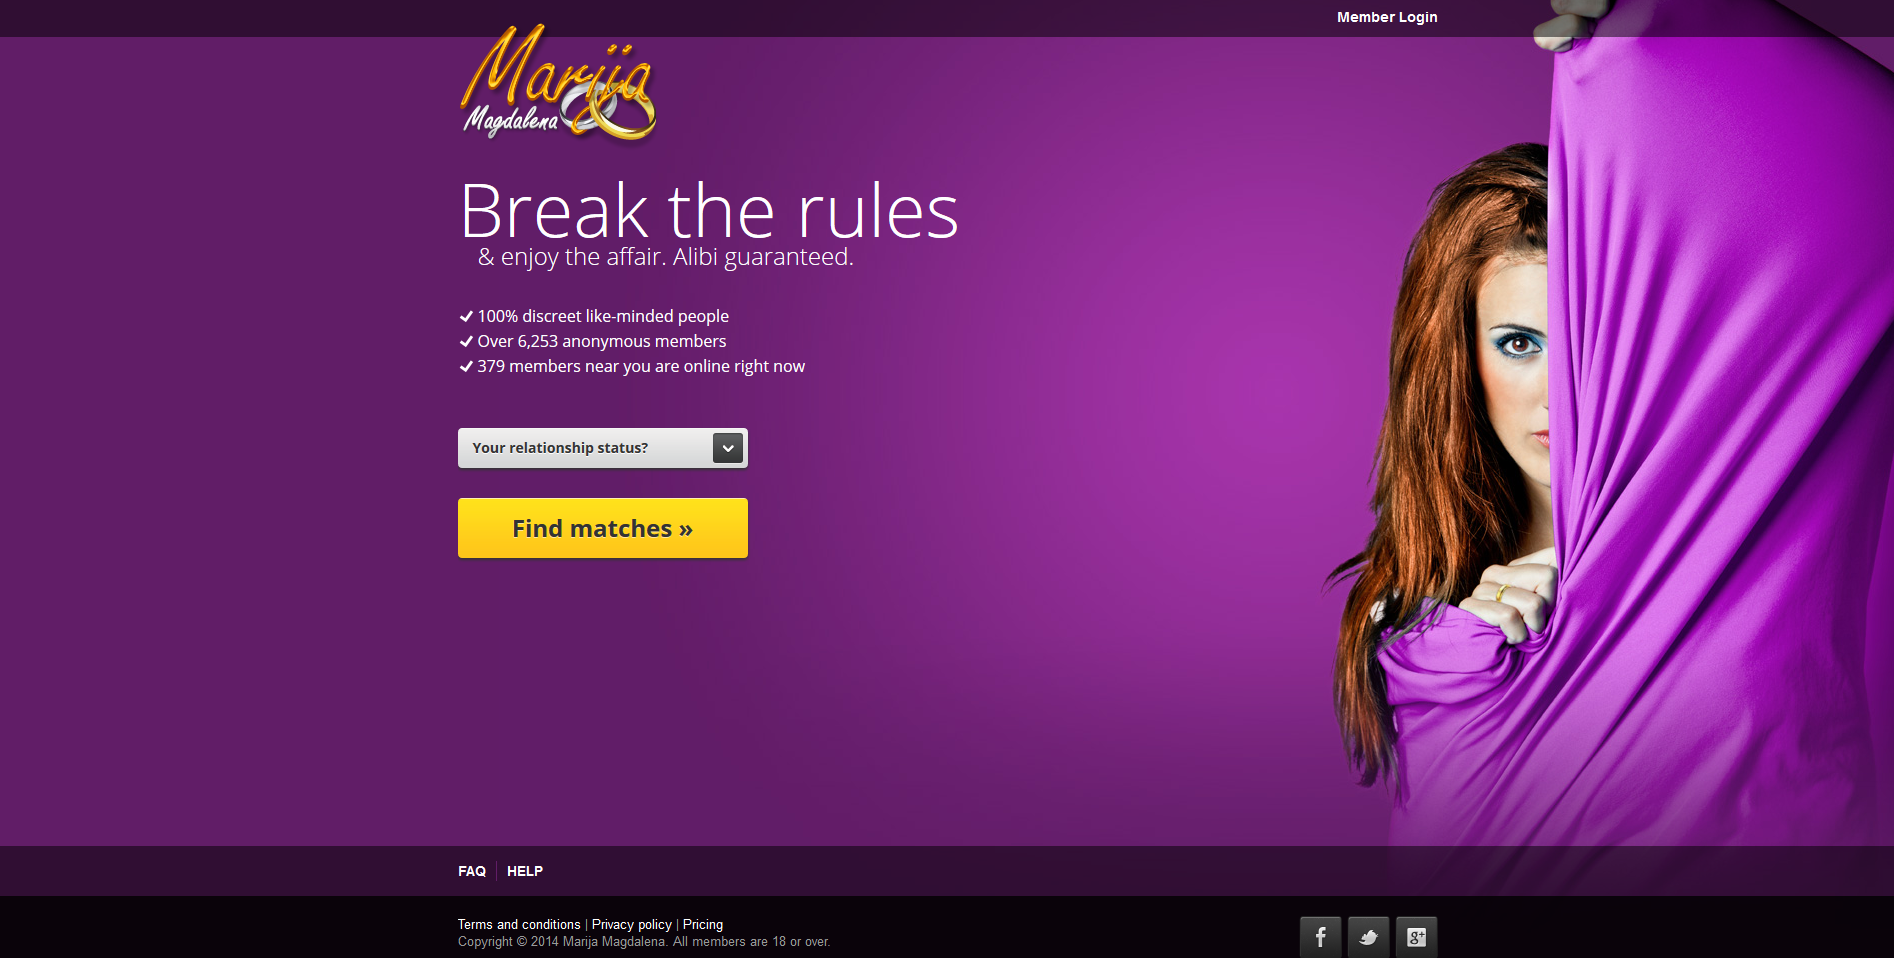 Member Login
Marija
Magdalena
Break the rules
& enjoy the affair. Alibi guaranteed.
100% discreet like-minded people
Over 6,253 anonymous members
379 members near you are online right now
Your relationship status?
Find matches »
FAQ | HELP
Terms and conditions | Privacy policy | Pricing
Copyright © 2014 Marija Magdalena. All members are 18 or over.
f g+